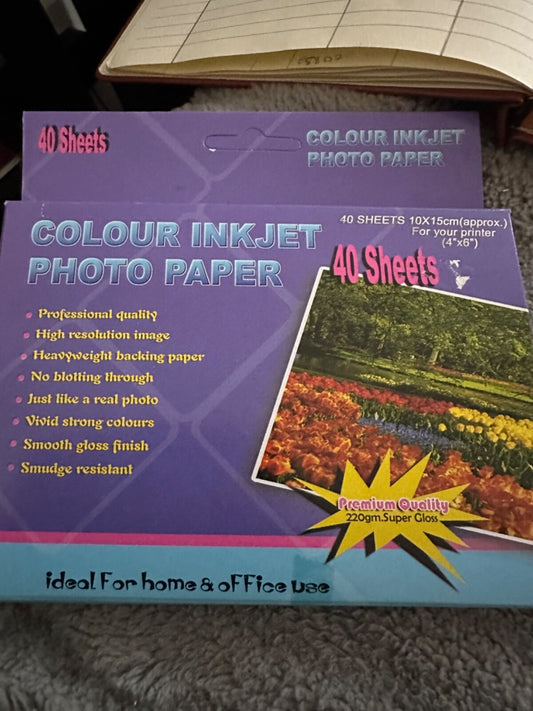 40 Sheets
COLOUR INKJET
PHOTO PAPER
COLOUR INKJET
PHOTO PAPER
40 SHEETS 10X15cm(approx.)
For your printer
(4"x6")
40 Sheets
Professional quality
High resolution image
Heavyweight backing paper
No blotting through
Just like a real photo
Vivid strong colours
Smooth gloss finish
Smudge resistant
Premium Quality
220gm.Super Gloss
ideal For home & oFFice use